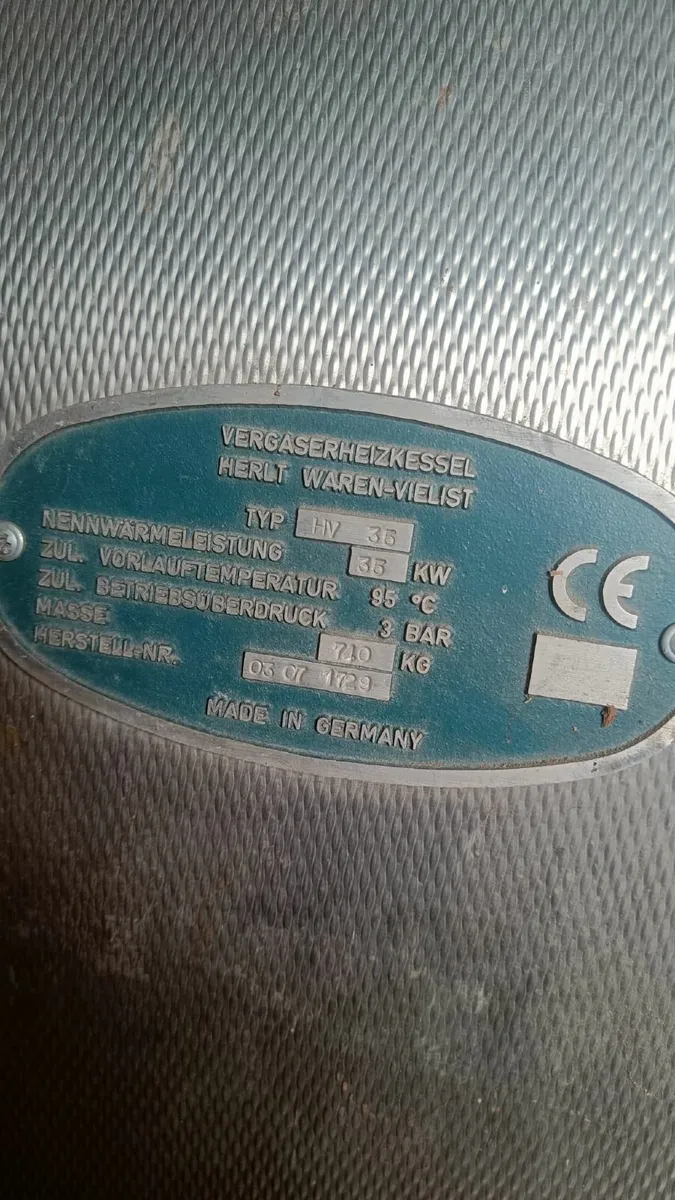 VERGASERHEIZKESSEL
HERLT WAREN-VIELIST
TYP HV 35
NENNWÄRMELEISTUNG 35 KW
ZUL. VORLAUFTEMPERATUR 95 °C
ZUL. BETRIEBSÜBERDRUCK 3 BAR
MASSE 710 KG
HERSTELL-NR. 03 07 1729
MADE IN GERMANY
CE